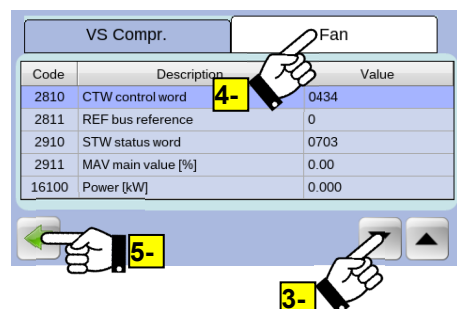 VS Compr. Fan
Code Description Value
4-
2810 CTW control word 0434
2811 REF bus reference 0
2910 STW status word 0703
2911 MAV main value [%] 0.00
16100 Power [kW] 0.000
5-
3-